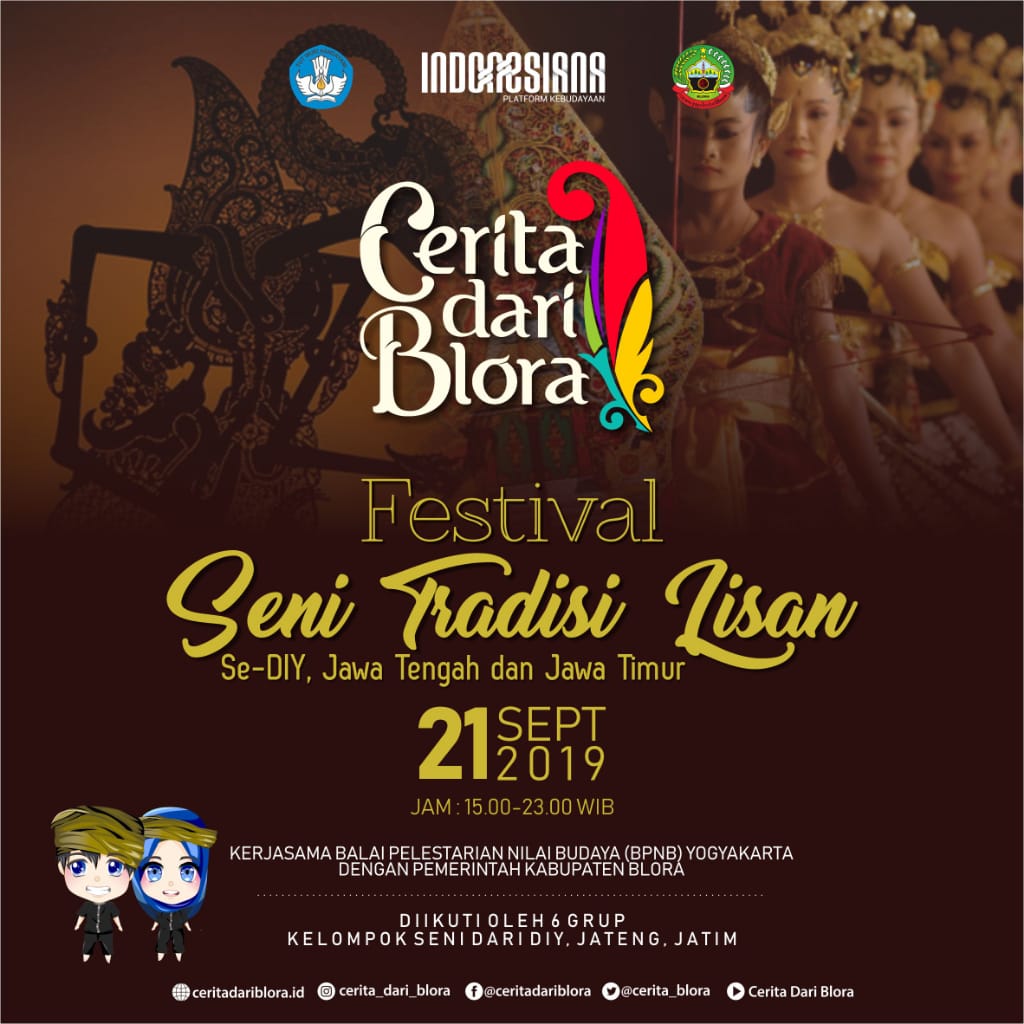 INDONESIANA
PLATFORM KEBUDAYAAN
Cerita
dari
Blora
Festival
Seni Tradisi Lisan
Se-DIY, Jawa Tengah dan Jawa Timur
21 SEPT
2019
JAM : 15.00-23.00 WIB
KERJASAMA BALAI PELESTARIAN NILAI BUDAYA (BPNB) YOGYAKARTA
DENGAN PEMERINTAH KABUPATEN BLORA
DIIKUTI OLEH 6 GRUP
KELOMPOK SENI DARI DIY, JATENG, JATIM
ceritadariblora.id cerita_dari_blora @ceritadariblora @cerita_blora Cerita Dari Blora